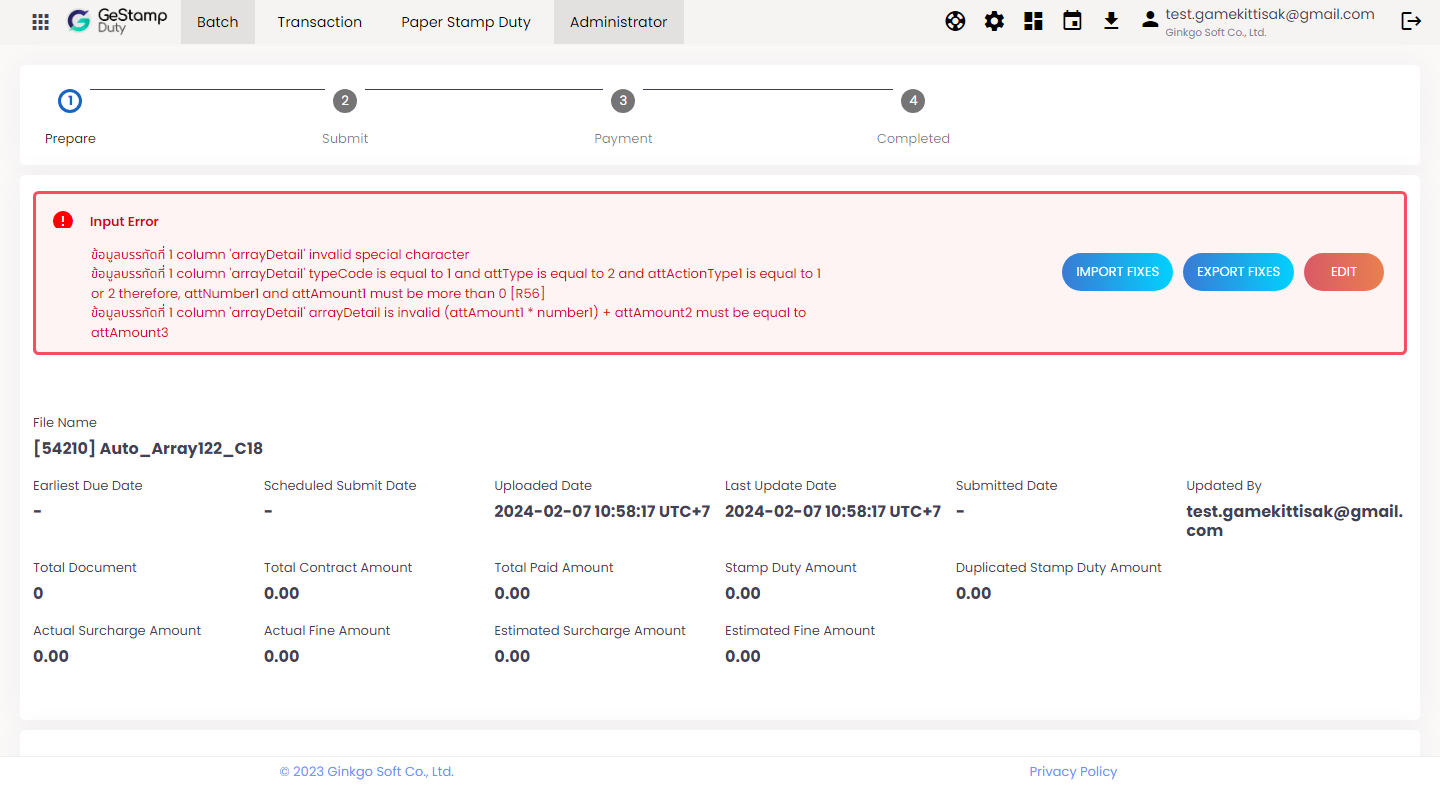 GeStamp
Duty
Batch
Transaction
Paper Stamp Duty
Administrator
test.gamekittisak@gmail.com
Ginkgo Soft Co., Ltd.
1
2
3
4
Prepare
Submit
Payment
Completed
Input Error
ข้อมูลบรรทัดที่ 1 column 'arrayDetail' invalid special character
ข้อมูลบรรทัดที่ 1 column 'arrayDetail' typeCode is equal to 1 and attType is equal to 2 and attActionType1 is equal to 1
or 2 therefore, attNumber1 and attAmount1 must be more than 0 [R56]
ข้อมูลบรรทัดที่ 1 column 'arrayDetail' arrayDetail is invalid (attAmount1 * number1) + attAmount2 must be equal to
attAmount3
IMPORT FIXES
EXPORT FIXES
EDIT
File Name
[54210] Auto_Array122_C18
Earliest Due Date
Scheduled Submit Date
Uploaded Date
Last Update Date
Submitted Date
Updated By
-
-
2024-02-07 10:58:17 UTC+7
2024-02-07 10:58:17 UTC+7
-
test.gamekittisak@gmail.
com
Total Document
Total Contract Amount
Total Paid Amount
Stamp Duty Amount
Duplicated Stamp Duty Amount
0
0.00
0.00
0.00
0.00
Actual Surcharge Amount
Actual Fine Amount
Estimated Surcharge Amount
Estimated Fine Amount
0.00
0.00
0.00
0.00
© 2023 Ginkgo Soft Co., Ltd.
Privacy Policy